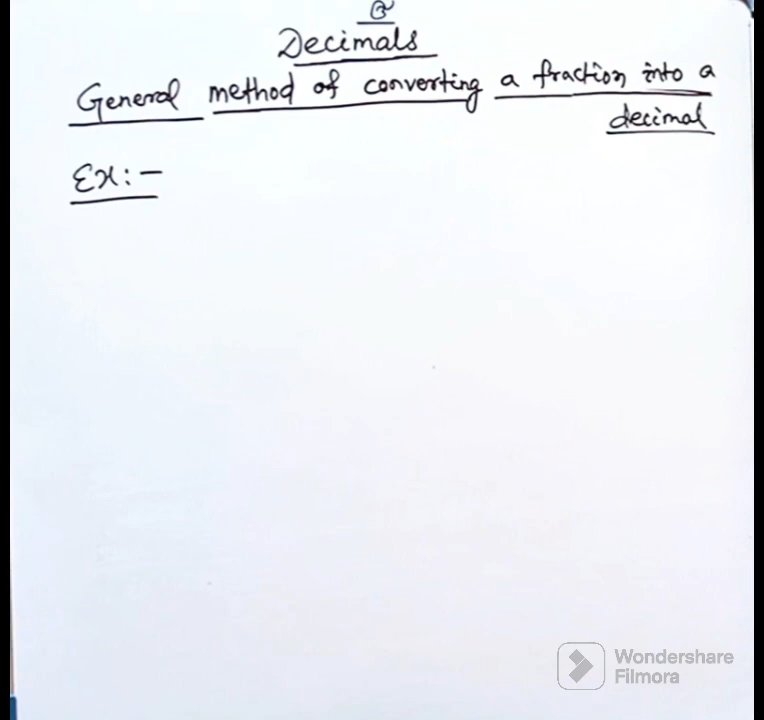 Decimals
General method of converting a fraction into a
decimal
Ex:-
Wondershare
Filmora